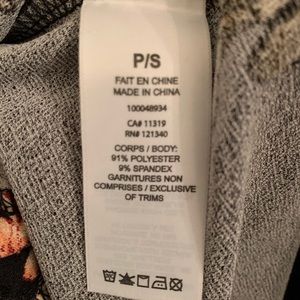 P/S
FAIT EN CHINE
MADE IN CHINA
100048934
CA# 11319
RN# 121340
CORPS / BODY:
91% POLYESTER
9% SPANDEX
GARNITURES NON
COMPRISES / EXCLUSIVE
OF TRIMS